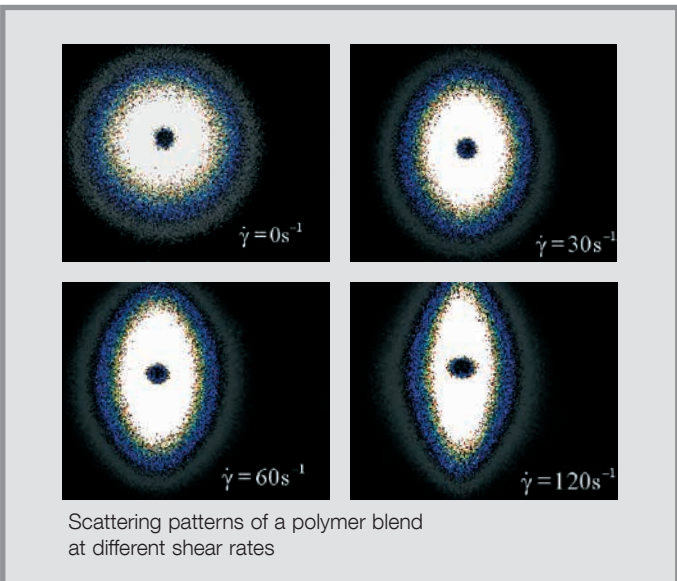 γ̇ = 0s⁻¹
γ̇ = 30s⁻¹
γ̇ = 60s⁻¹
γ̇ = 120s⁻¹
Scattering patterns of a polymer blend
at different shear rates